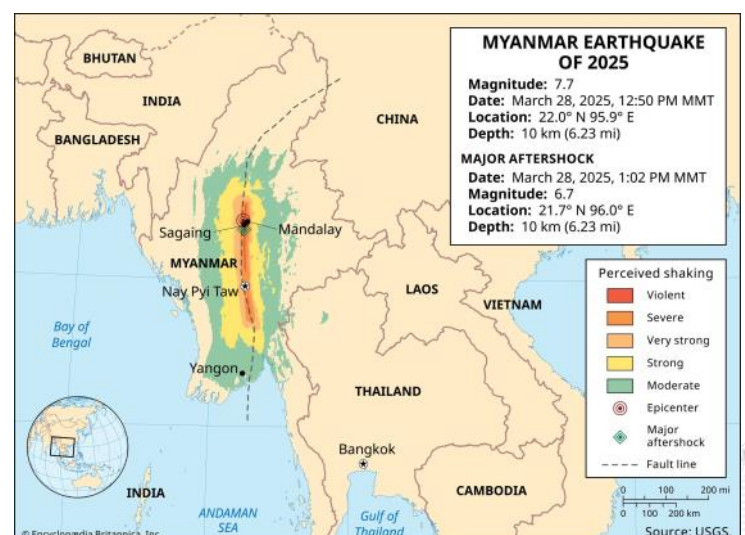 MYANMAR EARTHQUAKE
OF 2025
Magnitude: 7.7
Date: March 28, 2025, 12:50 PM MMT
Location: 22.0° N 95.9° E
Depth: 10 km (6.23 mi)
MAJOR AFTERSHOCK
Date: March 28, 2025, 1:02 PM MMT
Magnitude: 6.7
Location: 21.7° N 96.0° E
Depth: 10 km (6.23 mi)
BHUTAN
INDIA
CHINA
BANGLADESH
Sagaing
Mandalay
MYANMAR
Nay Pyi Taw
LAOS
VIETNAM
Bay of
Bengal
Yangon
THAILAND
Bangkok
CAMBODIA
INDIA
ANDAMAN
SEA
Gulf of
Thailand
Perceived shaking
Violent
Severe
Very strong
Strong
Moderate
Epicenter
Major
aftershock
Fault line
0 100 200 mi
0 100 200 km
© Encyclopædia Britannica, Inc.
Source: USGS